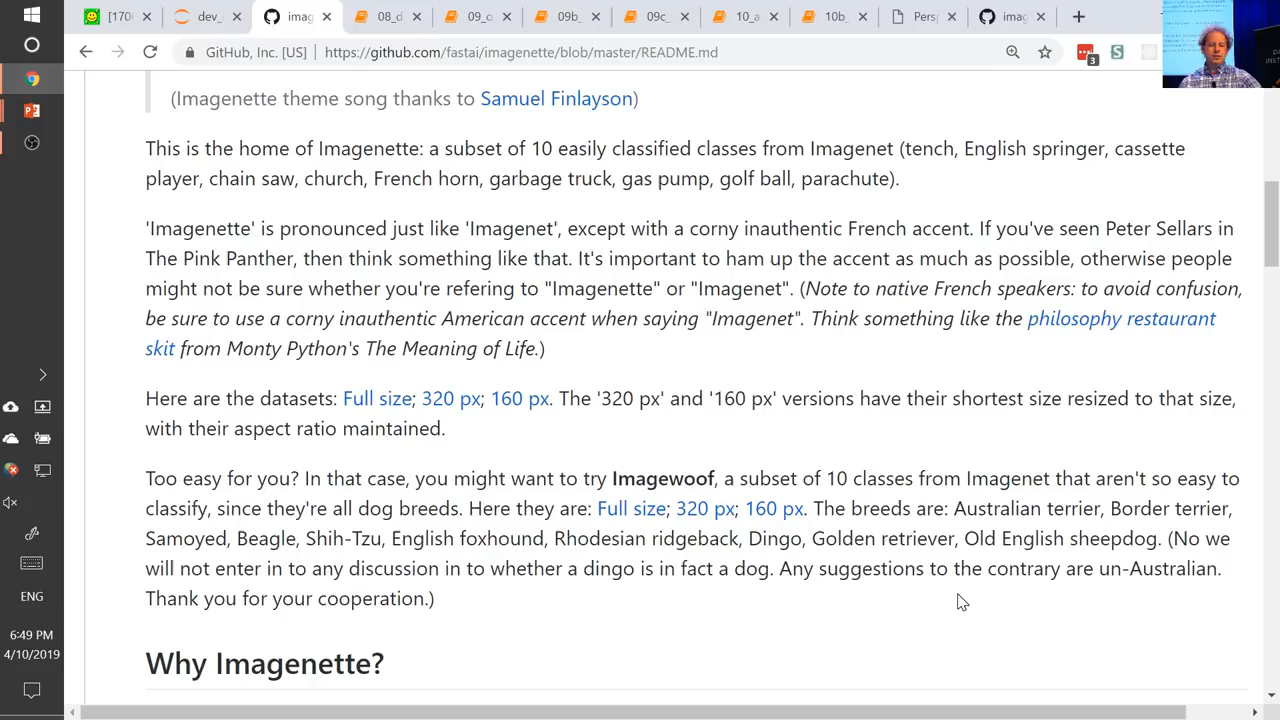 [170
dev_
ima
08_
09b_
09c_
10_
10b_
ima
GitHub, Inc. [US]
https://github.com/fastai/imagenette/blob/master/README.md
3
(Imagenette theme song thanks to Samuel Finlayson)
This is the home of Imagenette: a subset of 10 easily classified classes from Imagenet (tench, English springer, cassette
player, chain saw, church, French horn, garbage truck, gas pump, golf ball, parachute).
'Imagenette' is pronounced just like 'Imagenet', except with a corny inauthentic French accent. If you've seen Peter Sellars in
The Pink Panther, then think something like that. It's important to ham up the accent as much as possible, otherwise people
might not be sure whether you're refering to "Imagenette" or "Imagenet". (Note to native French speakers: to avoid confusion,
be sure to use a corny inauthentic American accent when saying "Imagenet". Think something like the philosophy restaurant
skit from Monty Python's The Meaning of Life.)
Here are the datasets: Full size; 320 px; 160 px. The '320 px' and '160 px' versions have their shortest size resized to that size,
with their aspect ratio maintained.
Too easy for you? In that case, you might want to try Imagewoof, a subset of 10 classes from Imagenet that aren't so easy to
classify, since they're all dog breeds. Here they are: Full size; 320 px; 160 px. The breeds are: Australian terrier, Border terrier,
Samoyed, Beagle, Shih-Tzu, English foxhound, Rhodesian ridgeback, Dingo, Golden retriever, Old English sheepdog. (No we
will not enter in to any discussion in to whether a dingo is in fact a dog. Any suggestions to the contrary are un-Australian.
Thank you for your cooperation.)
Why Imagenette?
ENG
6:49 PM
4/10/2019